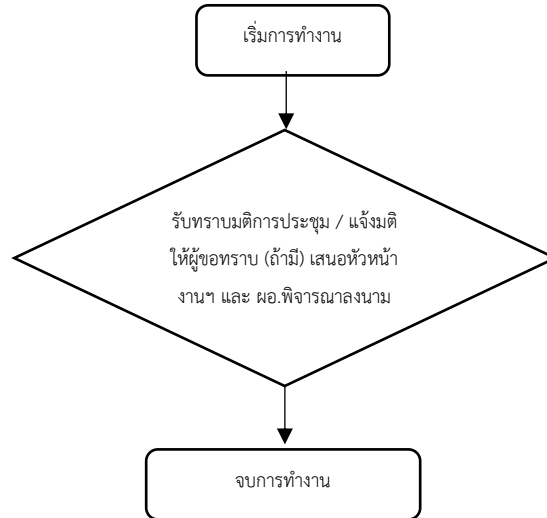 เริ่มการทำงาน
รับทราบมติการประชุม / แจ้งมติ
ให้ผู้ขอทราบ (ถ้ามี) เสนอหัวหน้า
งานฯ และ ผอ.พิจารณาลงนาม
จบการทำงาน